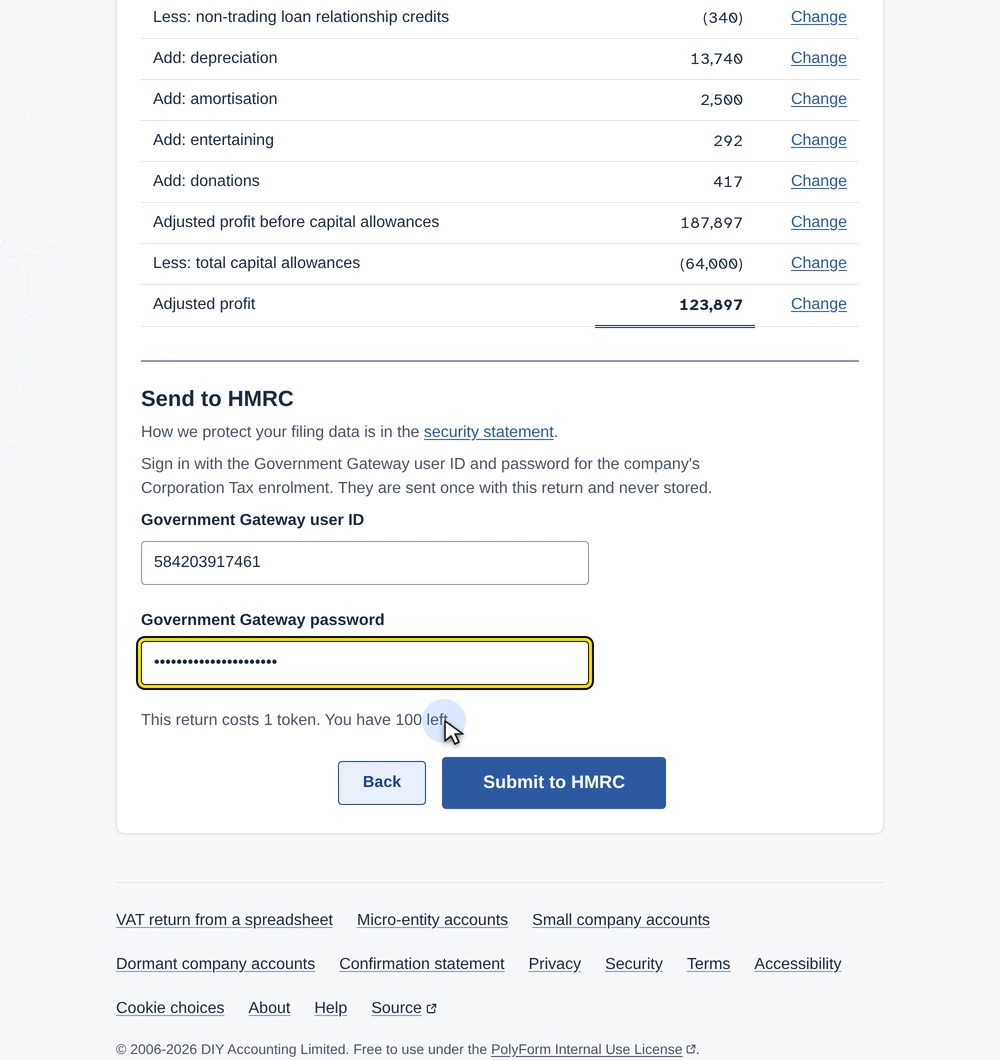 Less: non-trading loan relationship credits (340) Change
Add: depreciation 13,740 Change
Add: amortisation 2,500 Change
Add: entertaining 292 Change
Add: donations 417 Change
Adjusted profit before capital allowances 187,897 Change
Less: total capital allowances (64,000) Change
Adjusted profit 123,897 Change
Send to HMRC
How we protect your filing data is in the security statement.
Sign in with the Government Gateway user ID and password for the company's
Corporation Tax enrolment. They are sent once with this return and never stored.
Government Gateway user ID
584203917461
Government Gateway password
••••••••••••••••••••••
This return costs 1 token. You have 100 left.
Back Submit to HMRC
VAT return from a spreadsheet Micro-entity accounts Small company accounts
Dormant company accounts Confirmation statement Privacy Security Terms Accessibility
Cookie choices About Help Source
© 2006-2026 DIY Accounting Limited. Free to use under the PolyForm Internal Use License.